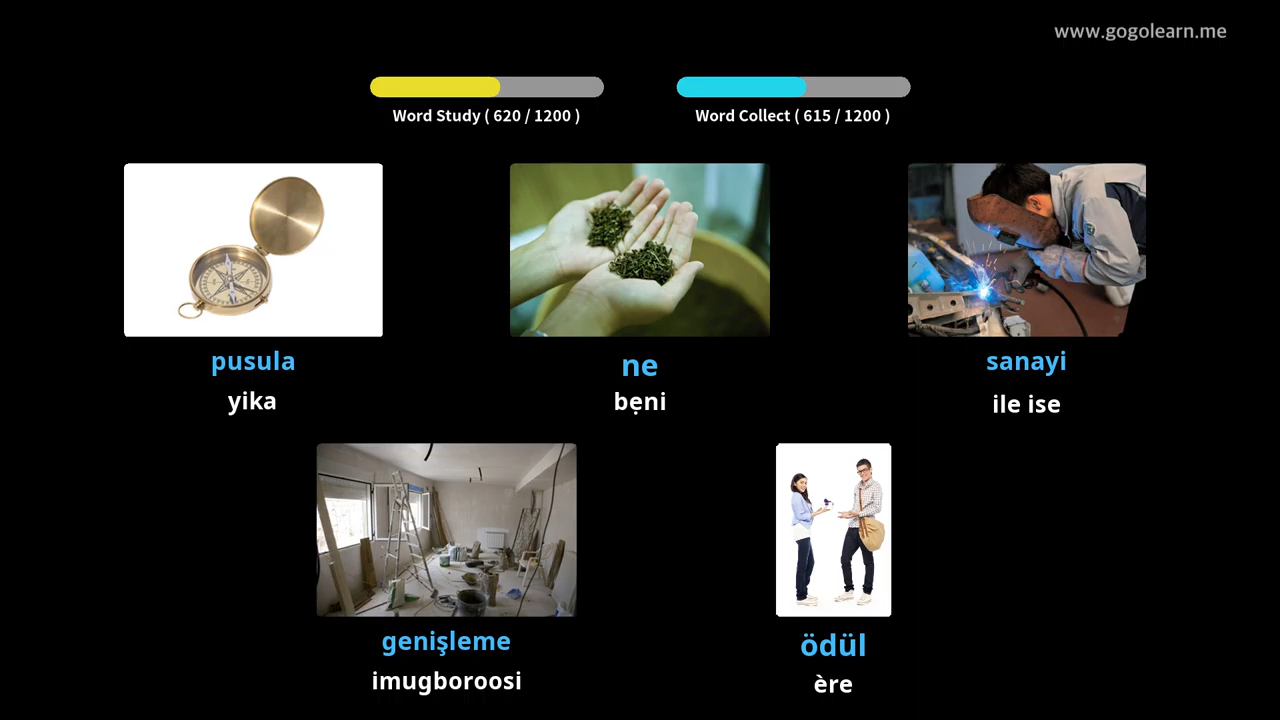 www.gogolearn.me
Word Study ( 620 / 1200 )
Word Collect ( 615 / 1200 )
pusula
yika
ne
bẹni
sanayi
ile ise
genişleme
imugboroosi
ödül
ère